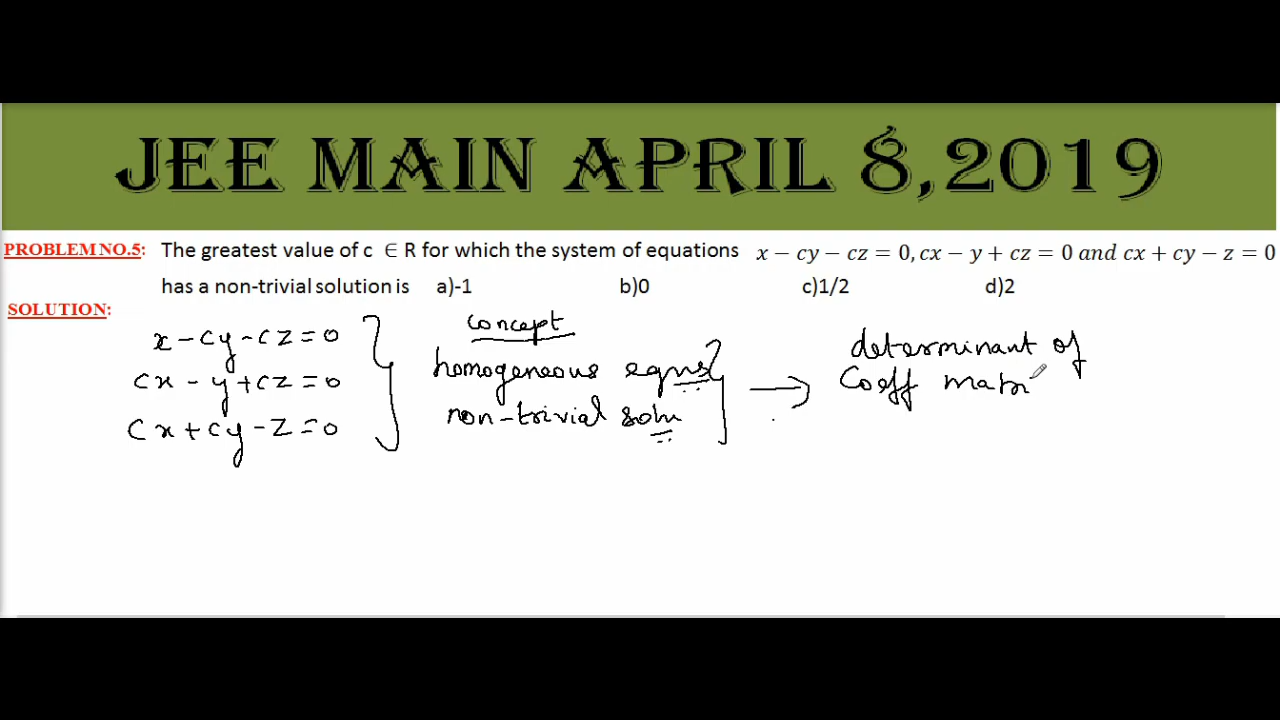 JEE MAIN APRIL 8,2019
PROBLEM NO.5: The greatest value of c ∈ R for which the system of equations x − cy − cz = 0, cx − y + cz = 0 and cx + cy − z = 0
has a non-trivial solution is a)-1 b)0 c)1/2 d)2
SOLUTION:
x - cy - cz = 0
cx - y + cz = 0
cx + cy - z = 0
concept
homogeneous eqns
non-trivial soln
determinant of
Coeff matri